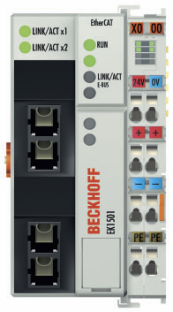 EtherCAT
X0 00
LINK/ACT x1
LINK/ACT x2
RUN
LINK/ACT
E-BUS
24V 0V
+ +
BECKHOFF
EK1501
− −
PE PE